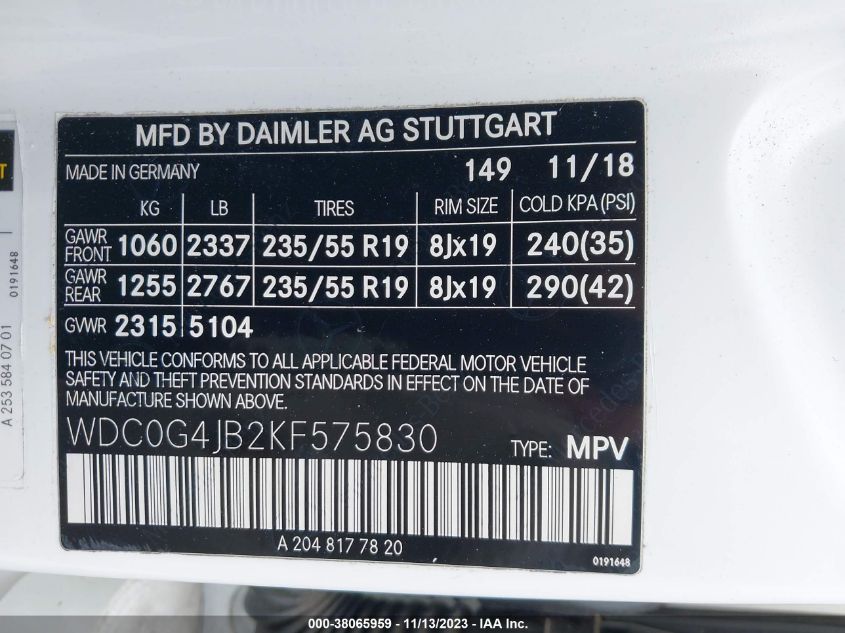 MFD BY DAIMLER AG STUTTGART
MADE IN GERMANY 149 11/18
KG LB TIRES RIM SIZE COLD KPA (PSI)
GAWR FRONT 1060 2337 235/55 R19 8Jx19 240(35)
GAWR REAR 1255 2767 235/55 R19 8Jx19 290(42)
GVWR 2315 5104
THIS VEHICLE CONFORMS TO ALL APPLICABLE FEDERAL MOTOR VEHICLE
SAFETY AND THEFT PREVENTION STANDARDS IN EFFECT ON THE DATE OF
MANUFACTURE SHOWN ABOVE.
WDC0G4JB2KF575830 TYPE: MPV
A 204 817 78 20
0191648
A 253 584 07 01
0191648
000-38065959 - 11/13/2023 - IAA Inc.